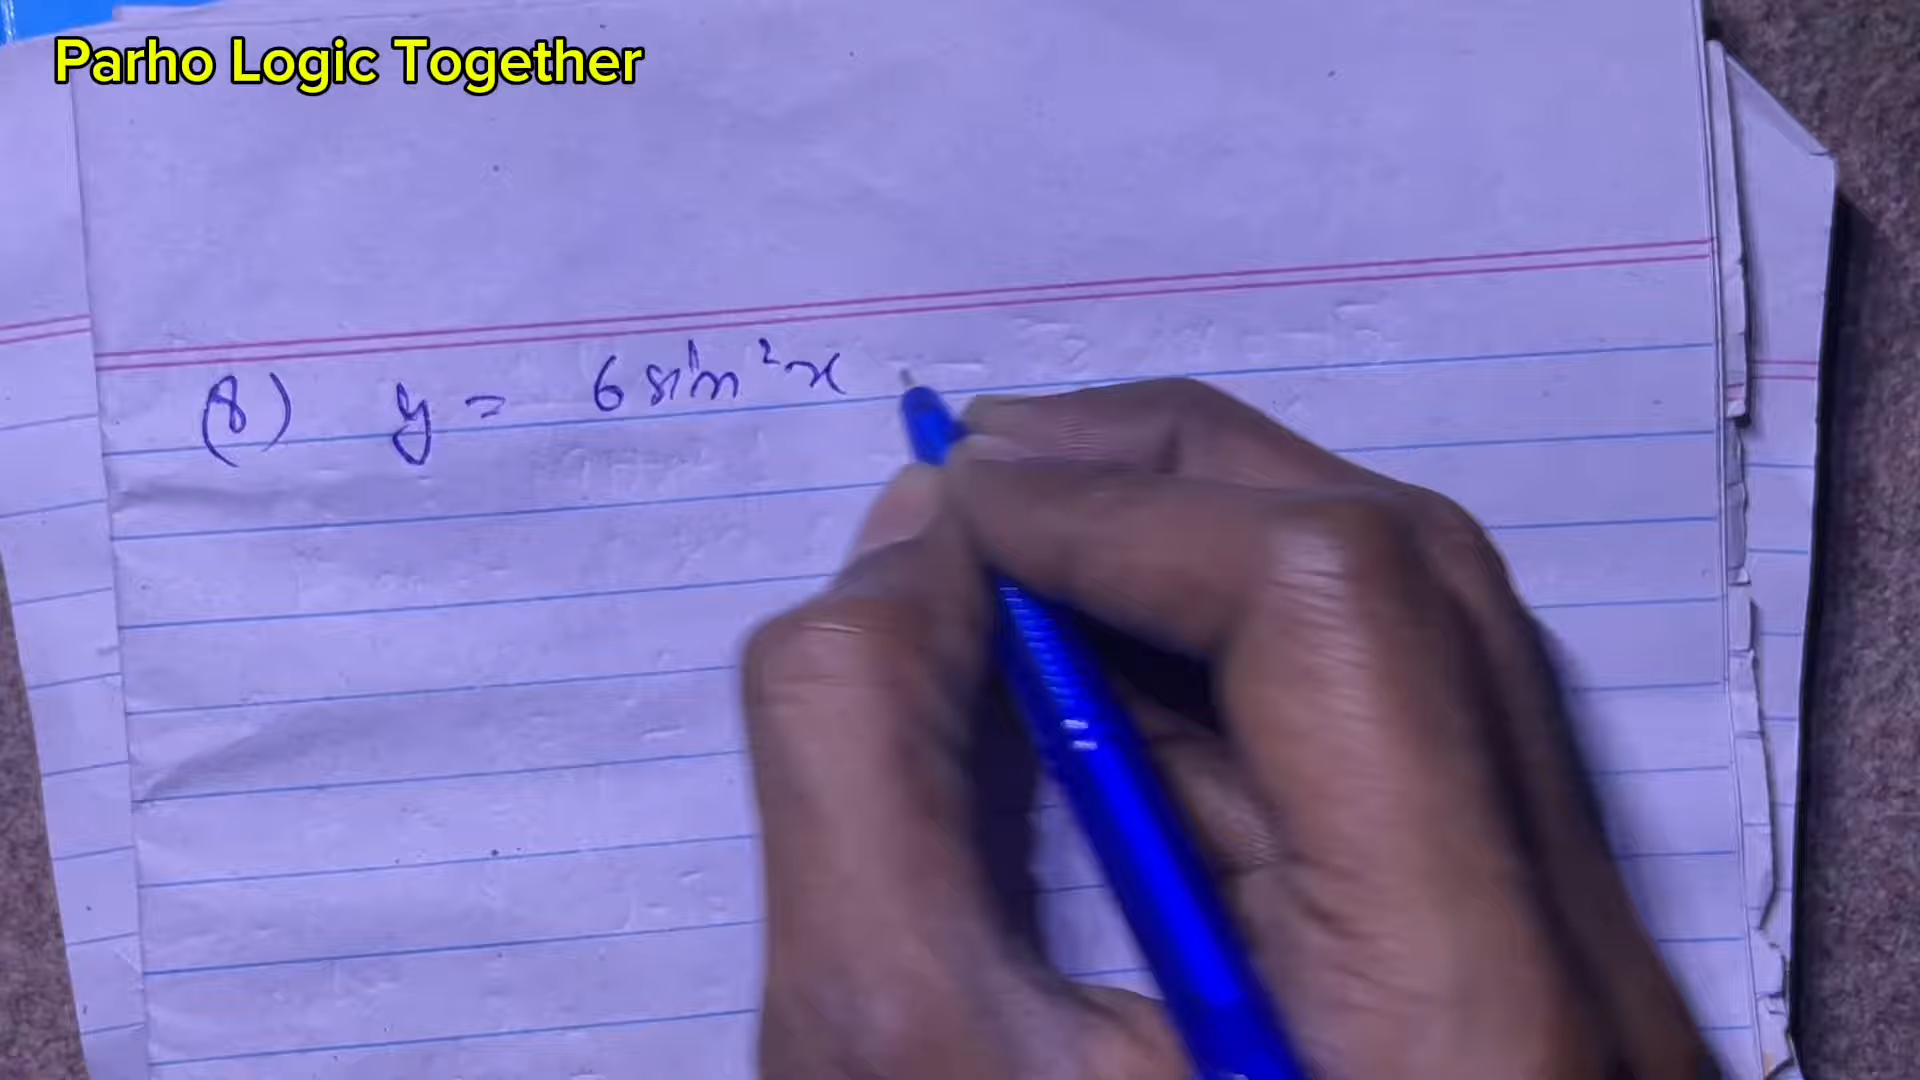 Parho Logic Together
(8) y = 6 sin²x